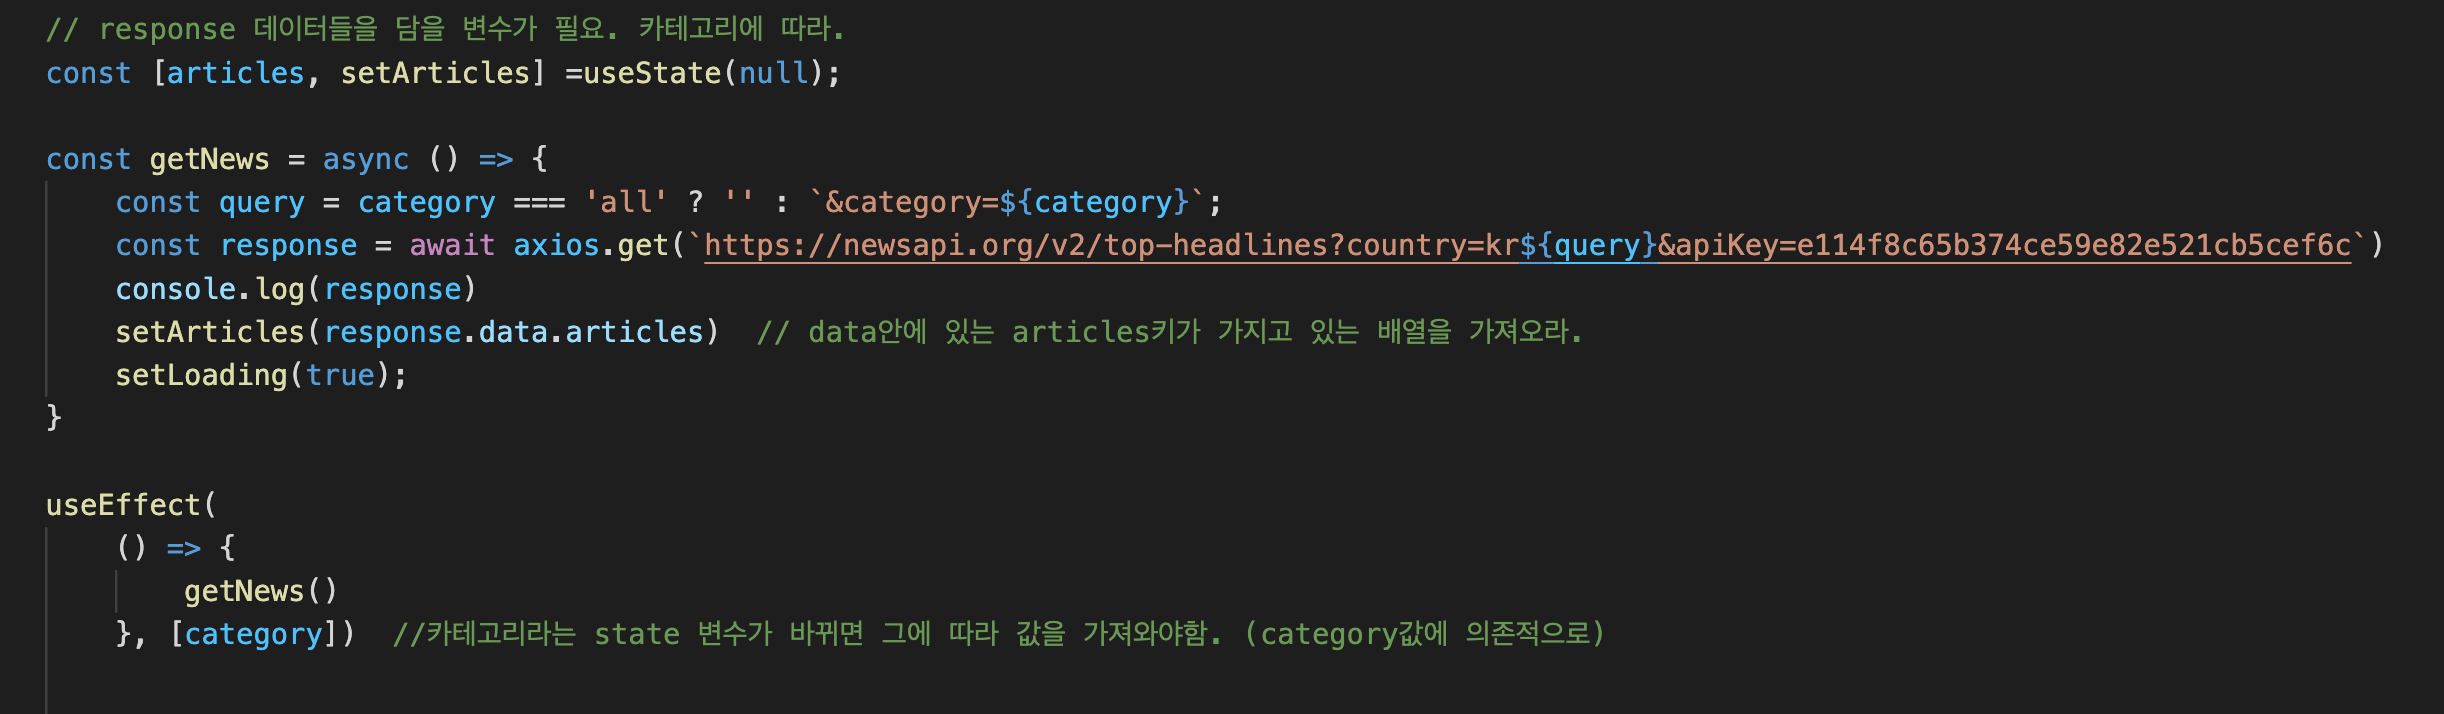 // response 데이터들을 담을 변수가 필요. 카테고리에 따라.
const [articles, setArticles] =useState(null);
const getNews = async () => {
const query = category === 'all' ? '' : `&category=${category}`;
const response = await axios.get(`https://newsapi.org/v2/top-headlines?country=kr${query}&apiKey=e114f8c65b374ce59e82e521cb5cef6c`)
console.log(response)
setArticles(response.data.articles)  // data안에 있는 articles키가 가지고 있는 배열을 가져오라.
setLoading(true);
}
useEffect(
() => {
getNews()
}, [category])  //카테고리라는 state 변수가 바뀌면 그에 따라 값을 가져와야함. (category값에 의존적으로)